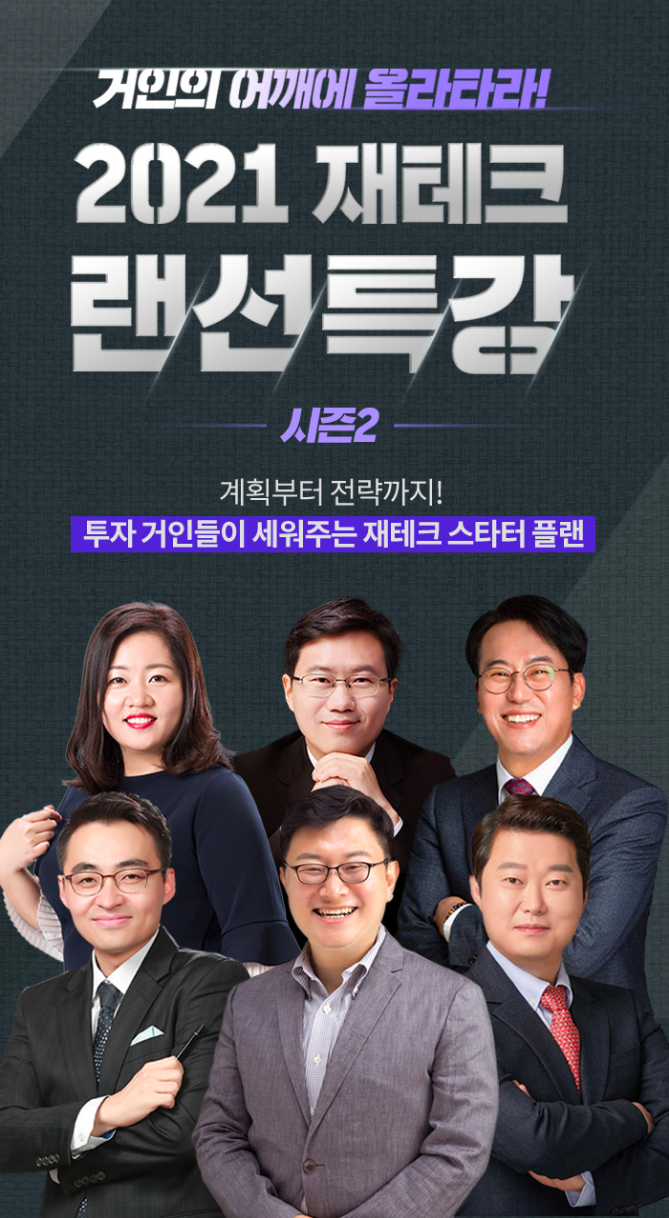 거인의 어깨에 올라타라!
2021 재테크
랜선특강
시즌2
계획부터 전략까지!
투자 거인들이 세워주는 재테크 스타터 플랜